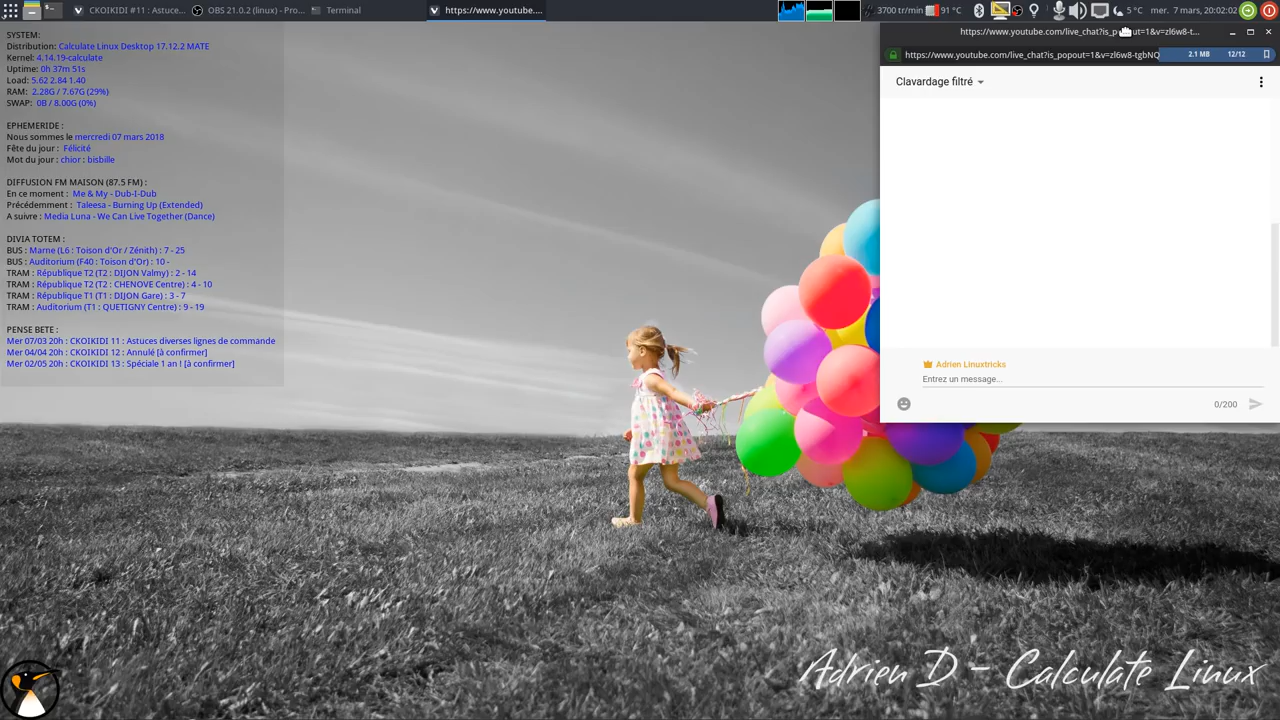 CKOIKIDI #11 : Astuce...
OBS 21.0.2 (linux) - Pro...
Terminal
https://www.youtube....
3700 tr/min
91 °C
5 °C
mer. 7 mars, 20:02:02
SYSTEM:
Distribution: Calculate Linux Desktop 17.12.2 MATE
Kernel: 4.14.19-calculate
Uptime: 0h 37m 51s
Load: 5.62 2.84 1.40
RAM: 2.28G / 7.67G (29%)
SWAP: 0B / 8.00G (0%)
EPHEMERIDE :
Nous sommes le mercredi 07 mars 2018
Fête du jour : Félicité
Mot du jour : chior : bisbille
DIFFUSION FM MAISON (87.5 FM) :
En ce moment : Me & My - Dub-I-Dub
Précédemment : Taleesa - Burning Up (Extended)
A suivre : Media Luna - We Can Live Together (Dance)
DIVIA TOTEM :
BUS : Marne (L6 : Toison d'Or / Zénith) : 7 - 25
BUS : Auditorium (F40 : Toison d'Or) : 10 -
TRAM : République T2 (T2 : DIJON Valmy) : 2 - 14
TRAM : République T2 (T2 : CHENOVE Centre) : 4 - 10
TRAM : République T1 (T1 : DIJON Gare) : 3 - 7
TRAM : Auditorium (T1 : QUETIGNY Centre) : 9 - 19
PENSE BETE :
Mer 07/03 20h : CKOIKIDI 11 : Astuces diverses lignes de commande
Mer 04/04 20h : CKOIKIDI 12 : Annulé [à confirmer]
Mer 02/05 20h : CKOIKIDI 13 : Spéciale 1 an ! [à confirmer]
https://www.youtube.com/live_chat?is_popout=1&v=zl6w8-t...
https://www.youtube.com/live_chat?is_popout=1&v=zl6w8-tgbNQ
2.1 MB
12/12
Clavardage filtré
Adrien Linuxtricks
Entrez un message...
0/200
Adrien D - Calculate Linux